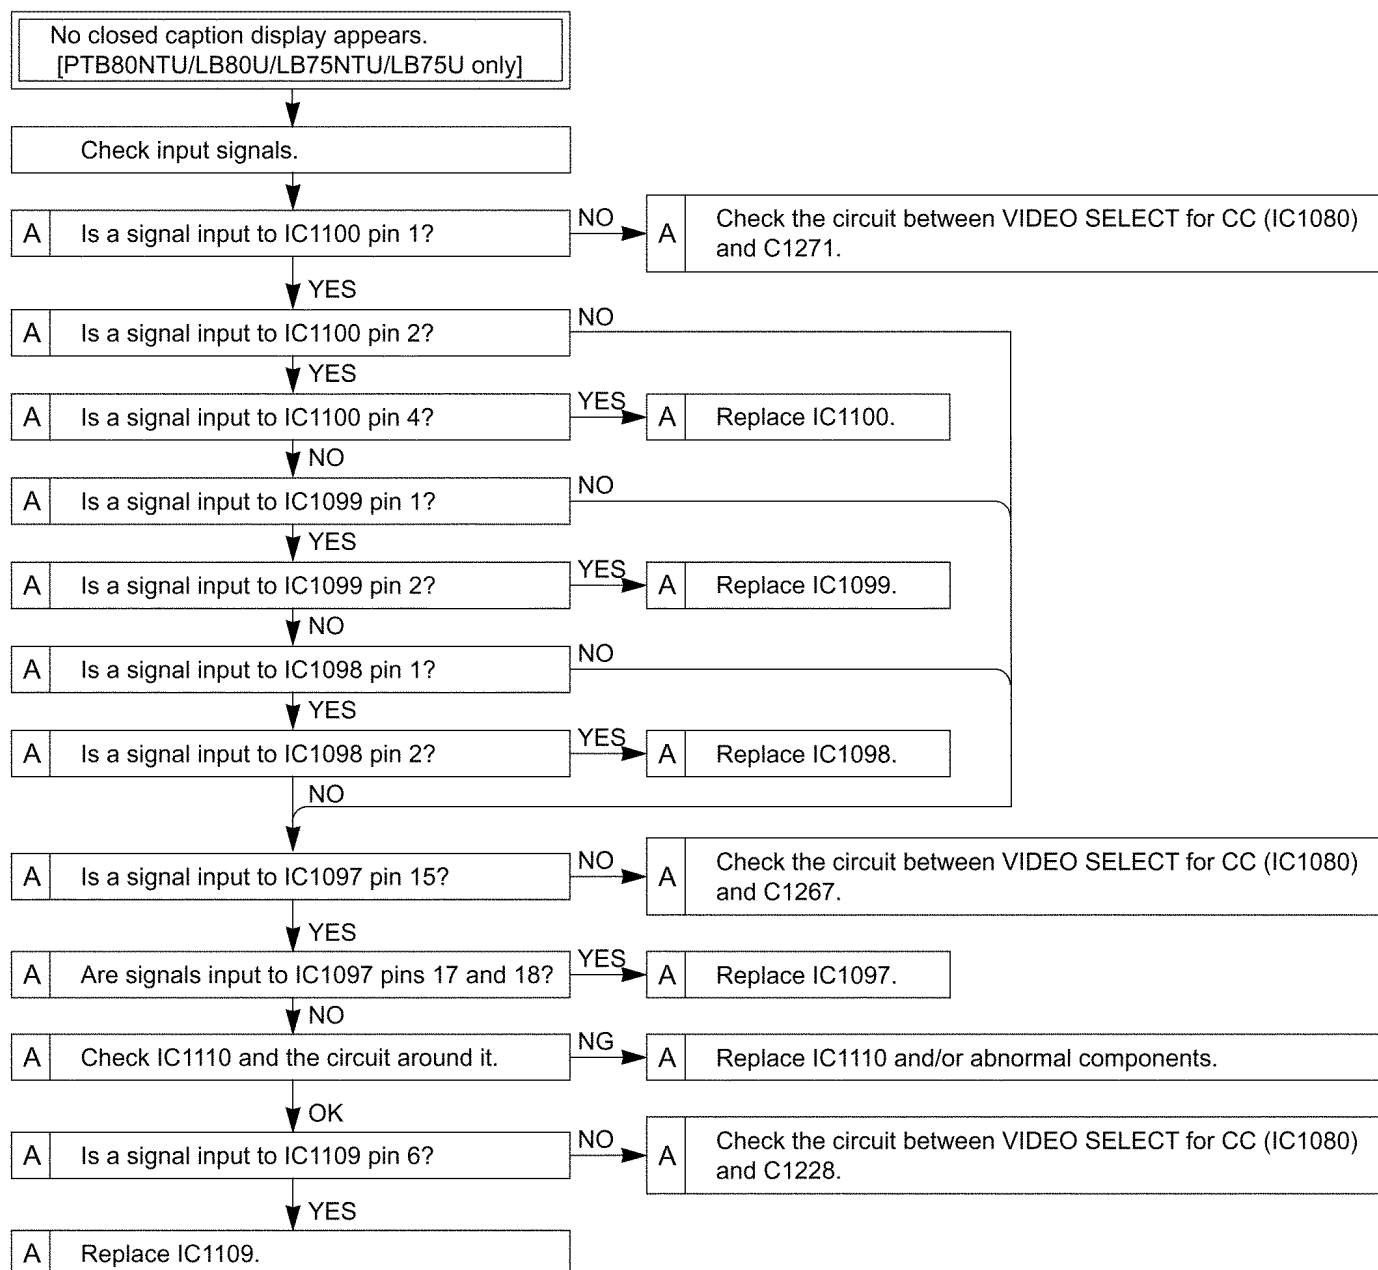 No closed caption display appears.
[PTB80NTU/LB80U/LB75NTU/LB75U only]
Check input signals.
A Is a signal input to IC1100 pin 1?
NO
A Check the circuit between VIDEO SELECT for CC (IC1080)
and C1271.
YES
A Is a signal input to IC1100 pin 2?
NO
YES
A Is a signal input to IC1100 pin 4?
YES
A Replace IC1100.
NO
A Is a signal input to IC1099 pin 1?
NO
YES
A Is a signal input to IC1099 pin 2?
YES
A Replace IC1099.
NO
A Is a signal input to IC1098 pin 1?
NO
YES
A Is a signal input to IC1098 pin 2?
YES
A Replace IC1098.
NO
A Is a signal input to IC1097 pin 15?
NO
A Check the circuit between VIDEO SELECT for CC (IC1080)
and C1267.
YES
A Are signals input to IC1097 pins 17 and 18?
YES
A Replace IC1097.
NO
A Check IC1110 and the circuit around it.
NG
A Replace IC1110 and/or abnormal components.
OK
A Is a signal input to IC1109 pin 6?
NO
A Check the circuit between VIDEO SELECT for CC (IC1080)
and C1228.
YES
A Replace IC1109.